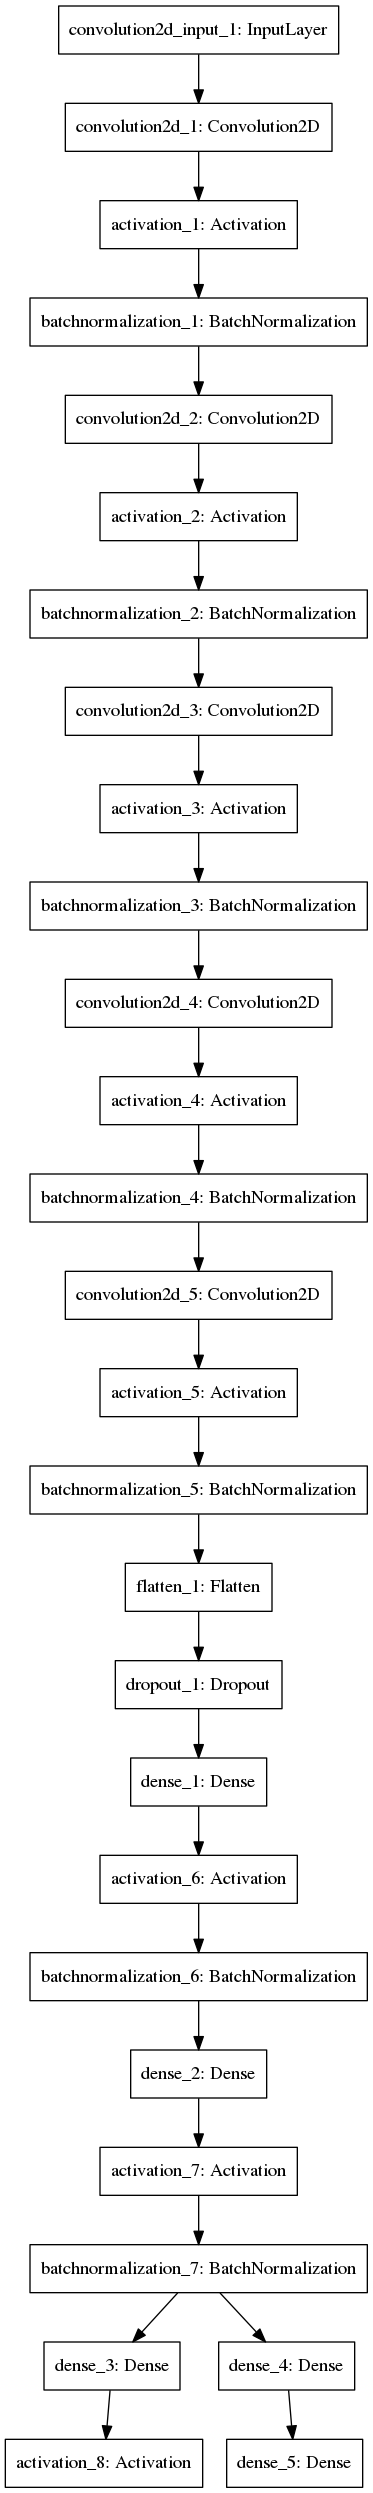 convolution2d_input_1: InputLayer
convolution2d_1: Convolution2D
activation_1: Activation
batchnormalization_1: BatchNormalization
convolution2d_2: Convolution2D
activation_2: Activation
batchnormalization_2: BatchNormalization
convolution2d_3: Convolution2D
activation_3: Activation
batchnormalization_3: BatchNormalization
convolution2d_4: Convolution2D
activation_4: Activation
batchnormalization_4: BatchNormalization
convolution2d_5: Convolution2D
activation_5: Activation
batchnormalization_5: BatchNormalization
flatten_1: Flatten
dropout_1: Dropout
dense_1: Dense
activation_6: Activation
batchnormalization_6: BatchNormalization
dense_2: Dense
activation_7: Activation
batchnormalization_7: BatchNormalization
dense_3: Dense
dense_4: Dense
activation_8: Activation
dense_5: Dense